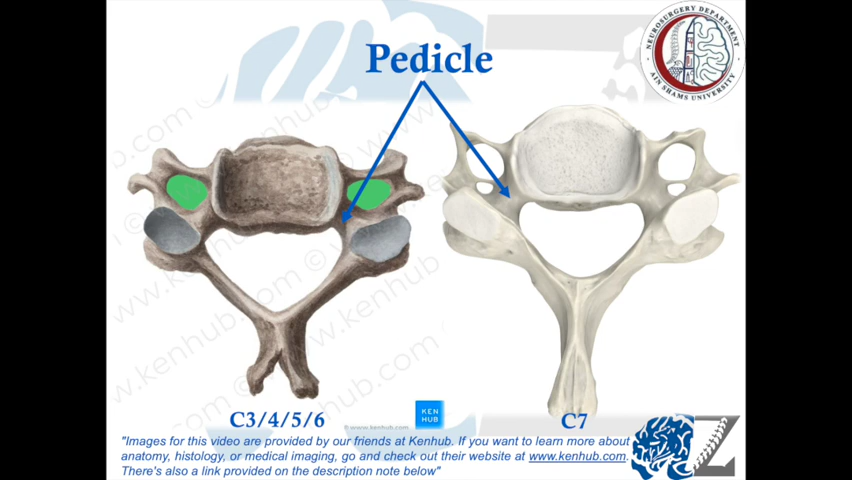 Pedicle
NEUROSURGERY DEPARTMENT
AIN SHAMS UNIVERSITY
C3/4/5/6
KEN
HUB
C7
© www.kenhub.com
"Images for this video are provided by our friends at Kenhub. If you want to learn more about
anatomy, histology, or medical imaging, go and check out their website at www.kenhub.com.
There's also a link provided on the description note below"
Z